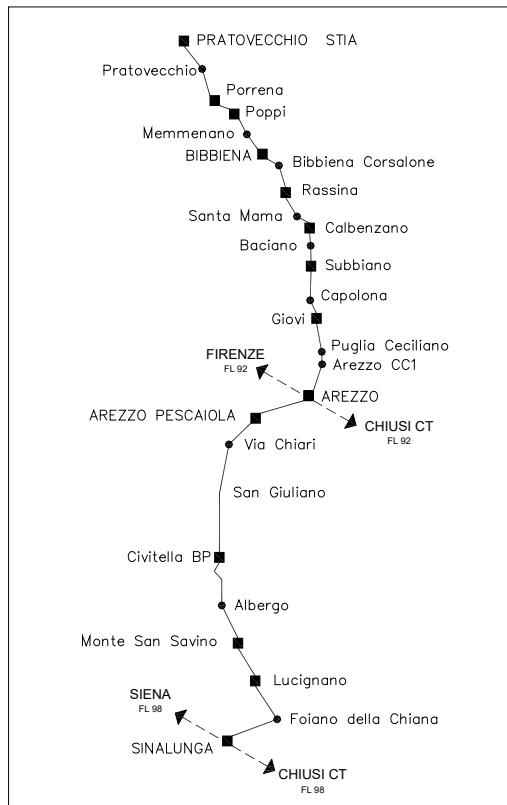 PRATOVECCHIO STIA
Pratovecchio
Porrena
Poppi
Memmenano
BIBBIENA
Bibbiena Corsalone
Rassina
Santa Mama
Calbenzano
Baciano
Subbiano
Capolona
Giovi
Puglia Ceciliano
FIRENZE
FL 92
Arezzo CC1
AREZZO
AREZZO PESCAIOLA
CHIUSI CT
FL 92
Via Chiari
San Giuliano
Civitella BP
Albergo
Monte San Savino
Lucignano
SIENA
FL 98
Foiano della Chiana
SINALUNGA
CHIUSI CT
FL 98